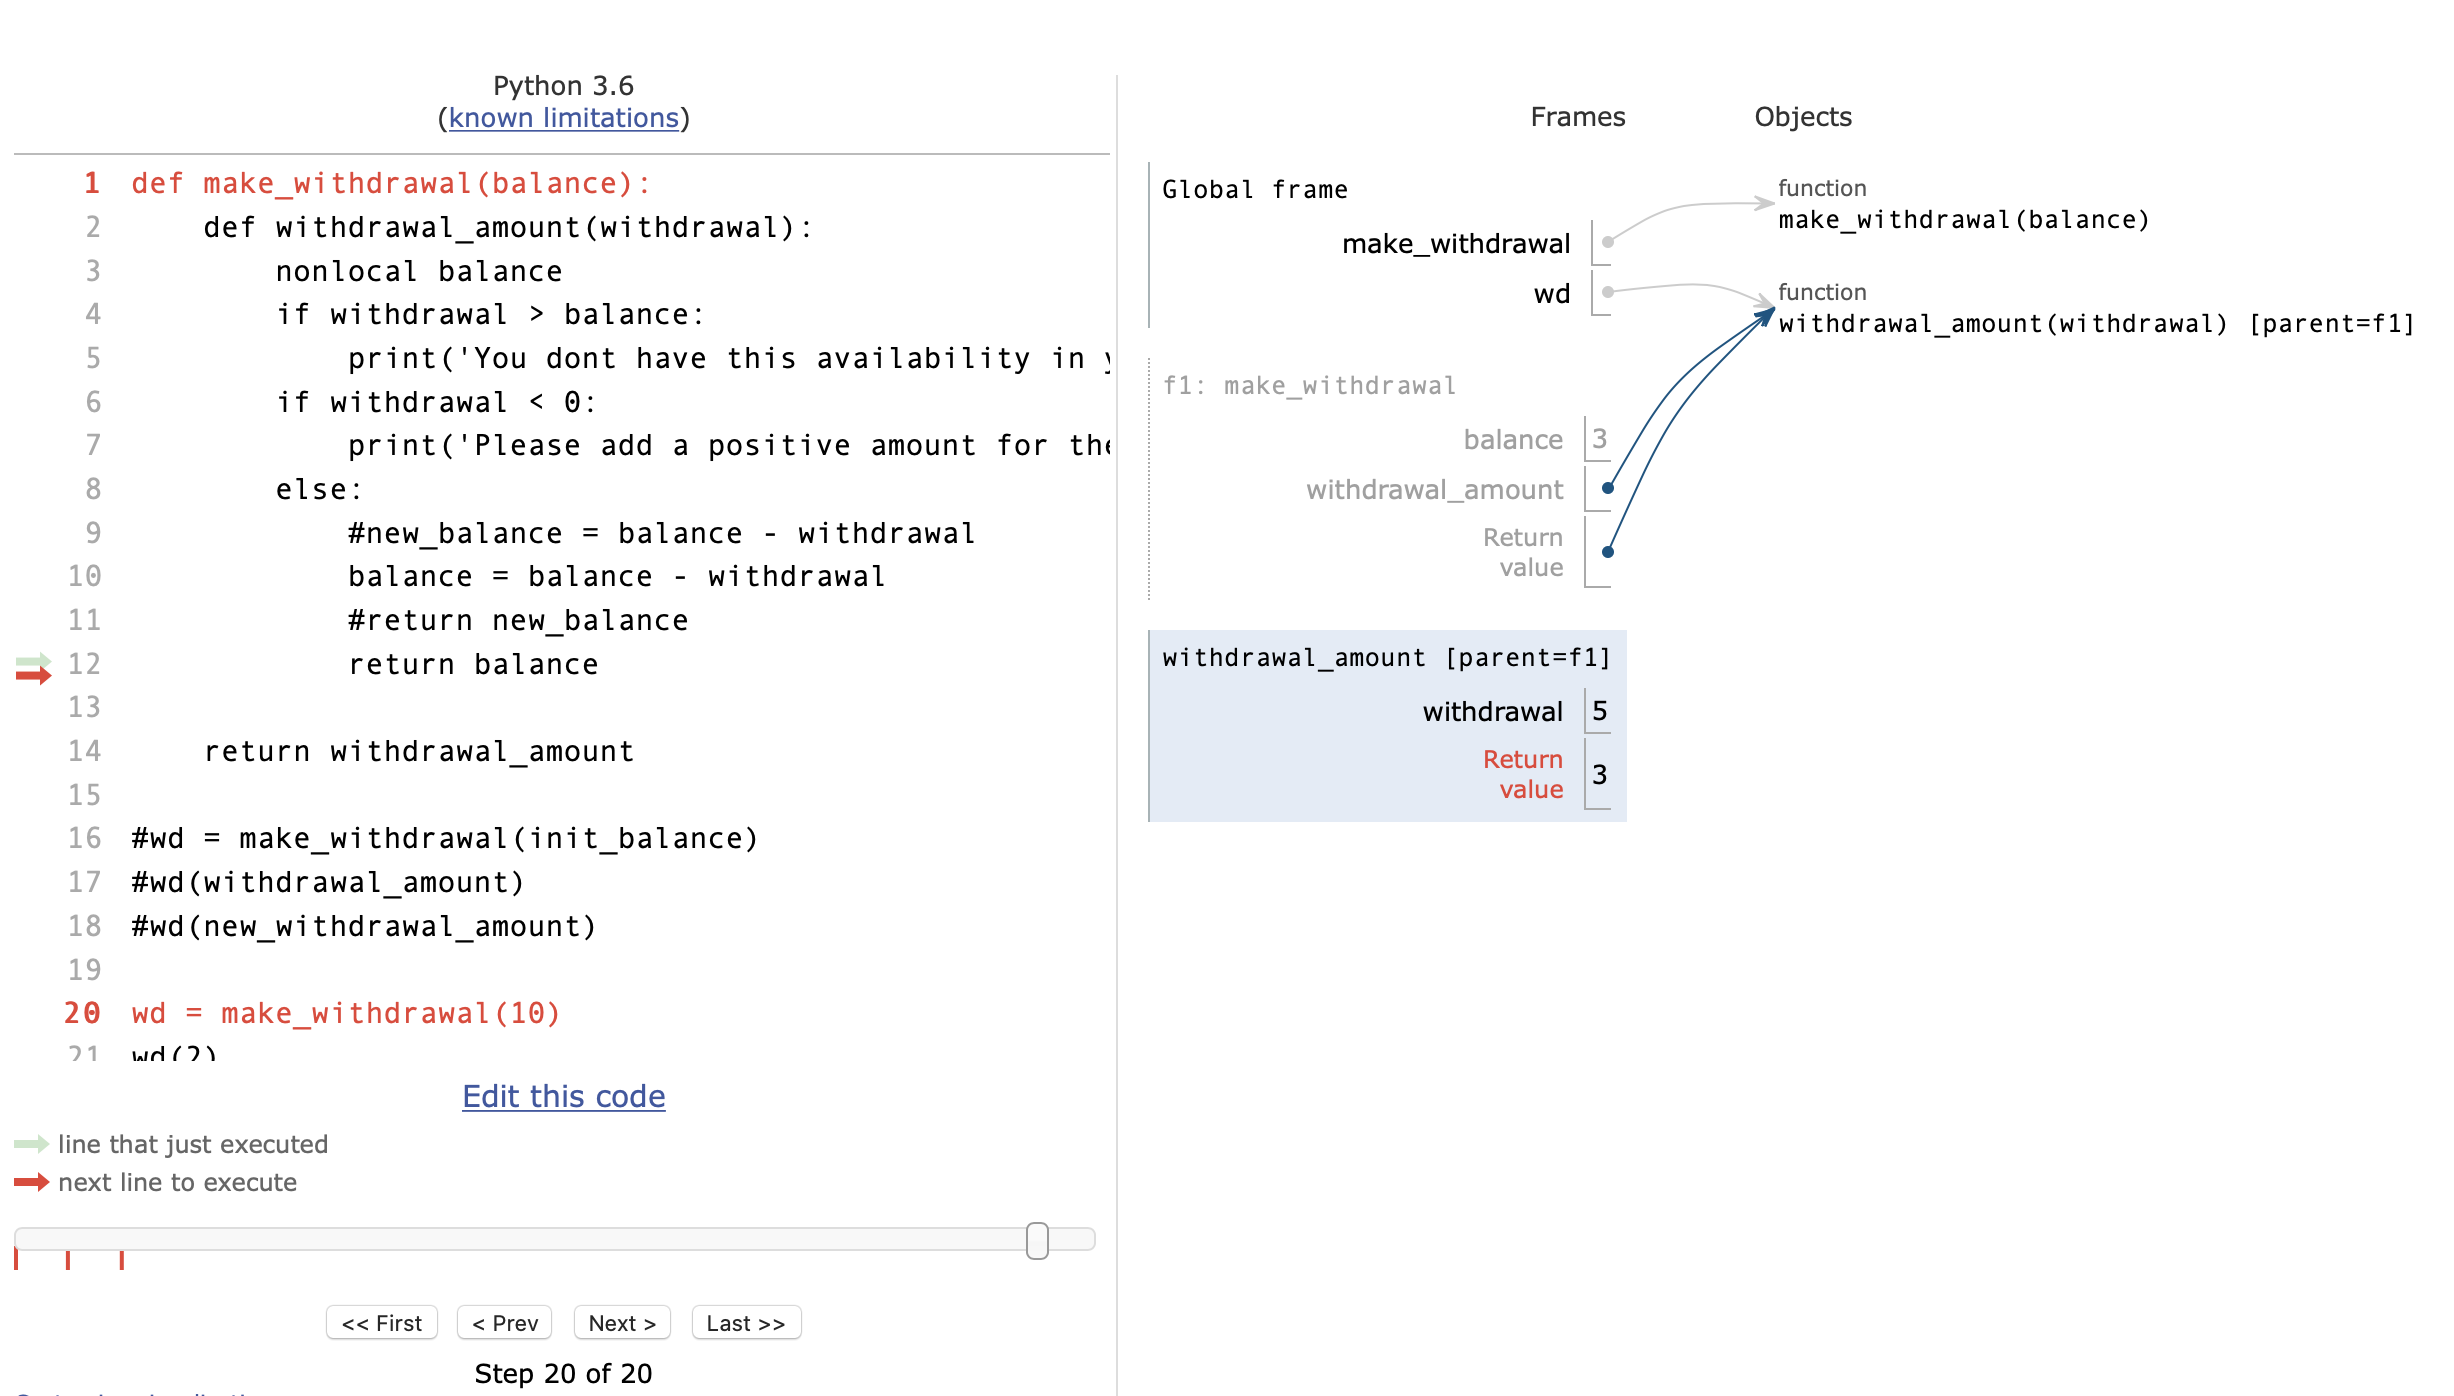 Python 3.6
(known limitations)
1 def make_withdrawal(balance):
2     def withdrawal_amount(withdrawal):
3         nonlocal balance
4         if withdrawal > balance:
5             print('You dont have this availability in
6         if withdrawal < 0:
7             print('Please add a positive amount for the
8         else:
9             #new_balance = balance - withdrawal
10             balance = balance - withdrawal
11             #return new_balance
12             return balance
13
14     return withdrawal_amount
15
16 #wd = make_withdrawal(init_balance)
17 #wd(withdrawal_amount)
18 #wd(new_withdrawal_amount)
19
20 wd = make_withdrawal(10)
21 wd(2)
Edit this code
line that just executed
next line to execute
<< First < Prev Next > Last >>
Step 20 of 20
Frames Objects
Global frame
make_withdrawal
wd
function
make_withdrawal(balance)
function
withdrawal_amount(withdrawal) [parent=f1]
f1: make_withdrawal
balance 3
withdrawal_amount
Return
value
withdrawal_amount [parent=f1]
withdrawal 5
Return
value 3